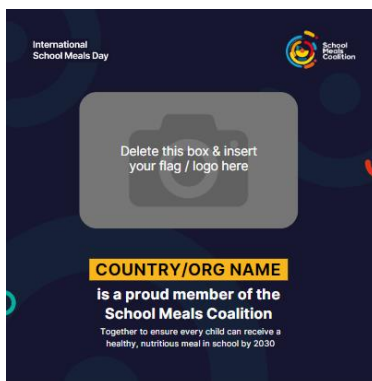 International
School Meals Day
School
Meals
Coalition
Delete this box & insert
your flag / logo here
COUNTRY/ORG NAME
is a proud member of the
School Meals Coalition
Together to ensure every child can receive a
healthy, nutritious meal in school by 2030